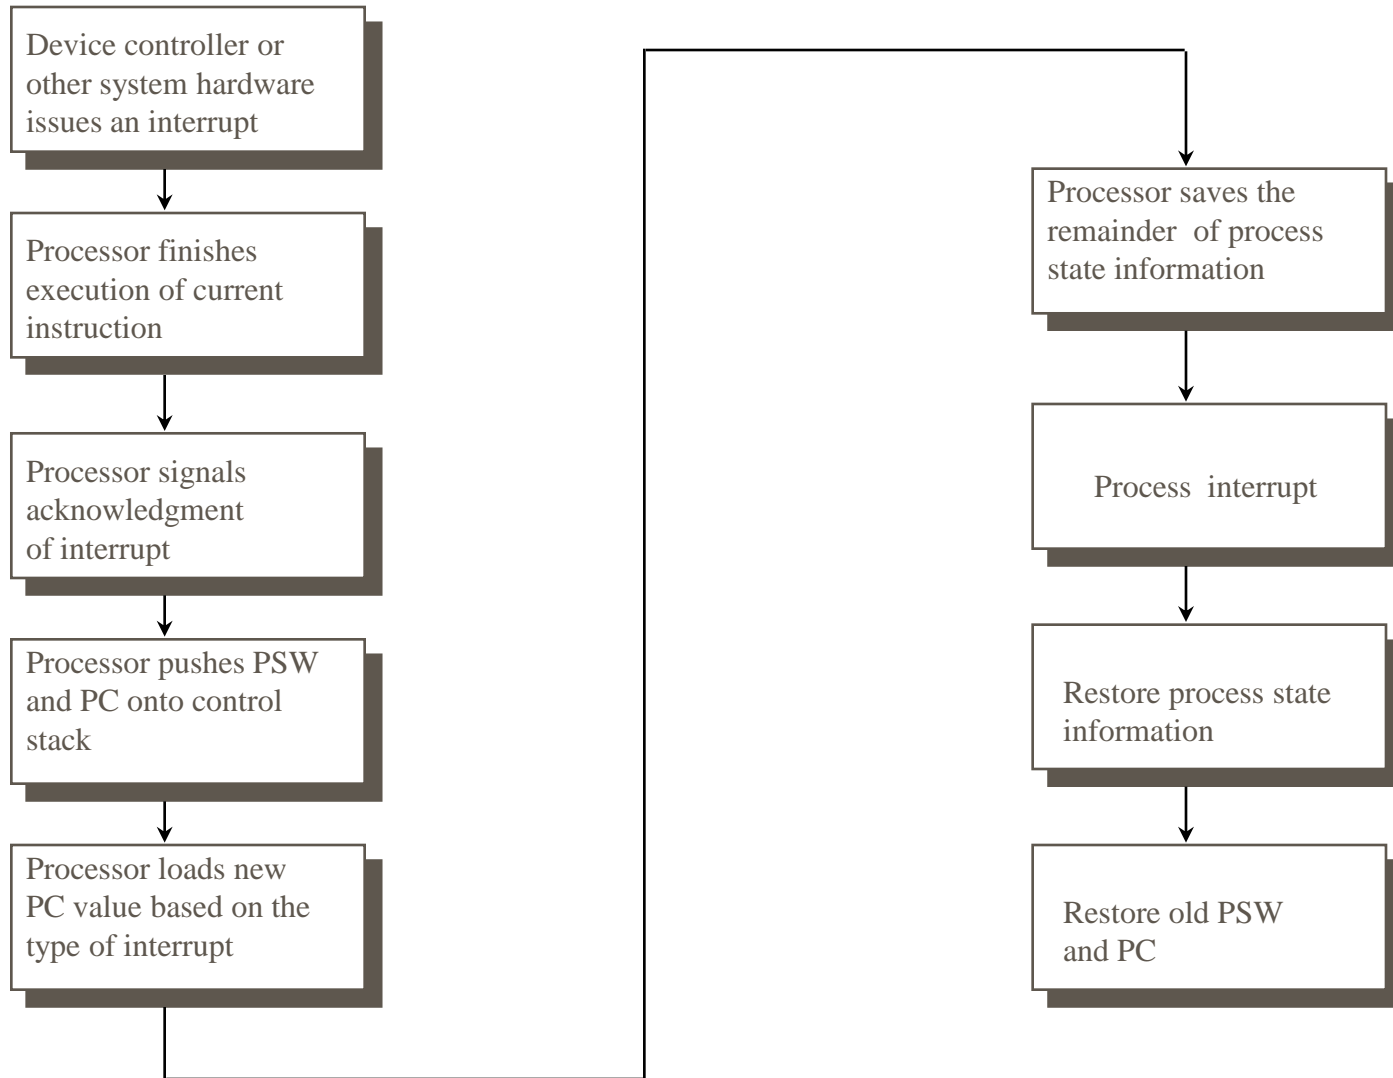 Device controller or
other system hardware
issues an interrupt
Processor finishes
execution of current
instruction
Processor signals
acknowledgment
of interrupt
Processor pushes PSW
and PC onto control
stack
Processor loads new
PC value based on the
type of interrupt
Processor saves the
remainder of process
state information
Process interrupt
Restore process state
information
Restore old PSW
and PC